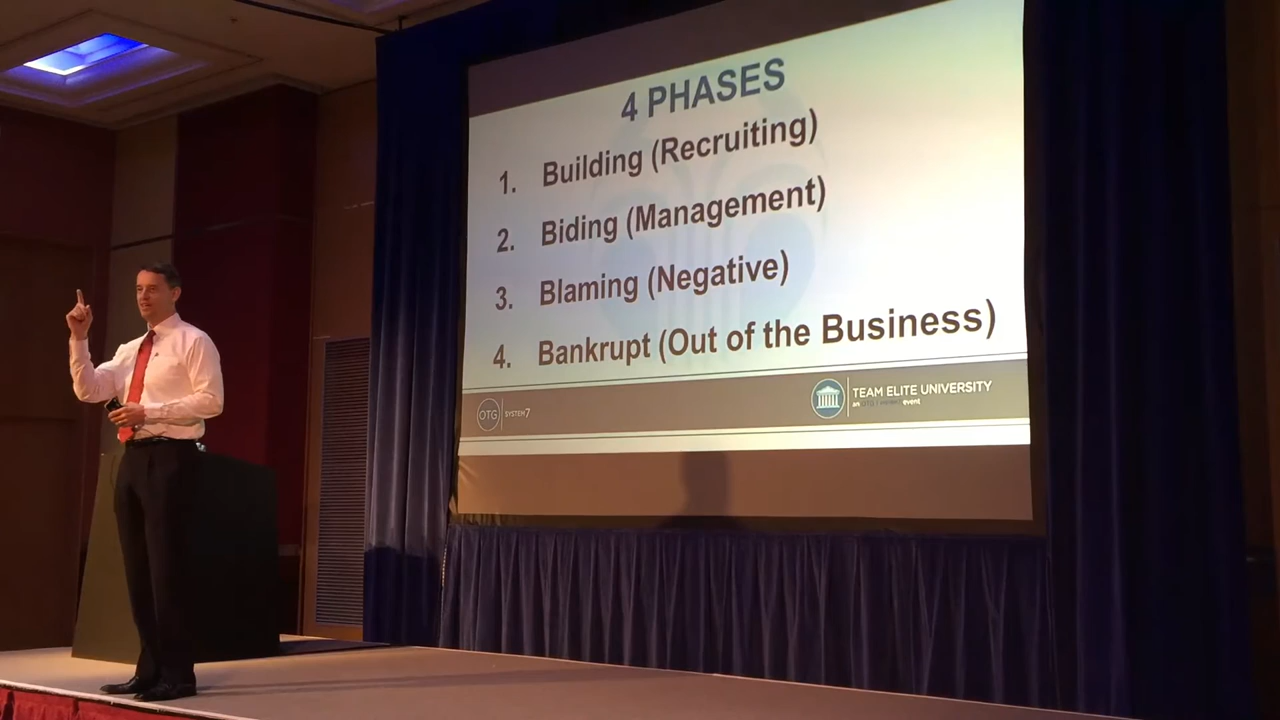 4 PHASES
1. Building (Recruiting)
2. Biding (Management)
3. Blaming (Negative)
4. Bankrupt (Out of the Business)
OTG SYSTEM7
TEAM ELITE UNIVERSITY
an event